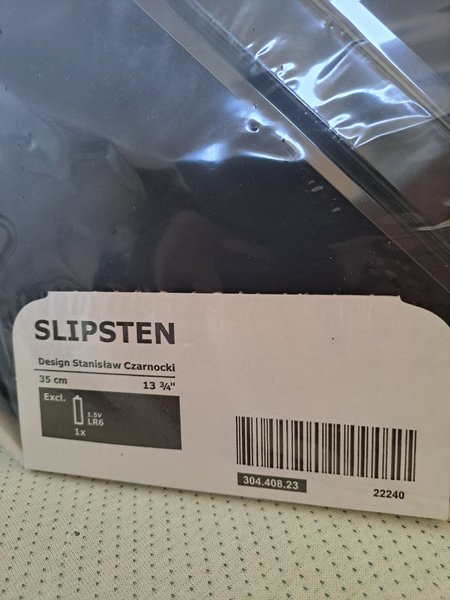 SLIPSTEN
Design Stanisław Czarnocki
35 cm 13 ¾"
Excl.
1.5V
LR6
1x
304.408.23
22240